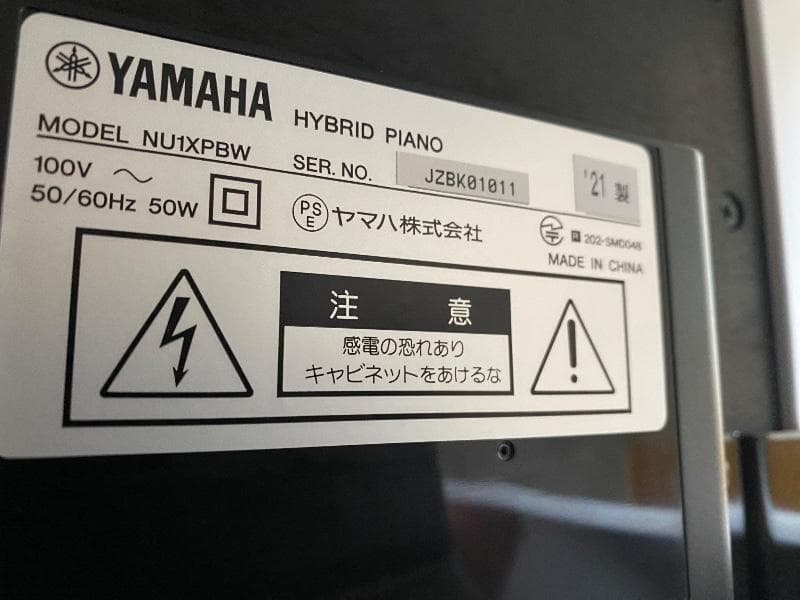 YAMAHA HYBRID PIANO
MODEL NU1XPBW SER. NO. JZBK01011 '21 製
100V ～
50/60Hz 50W PSE ヤマハ株式会社 R 202-SMD048
MADE IN CHINA
注 意
感電の恐れあり
キャビネットをあけるな